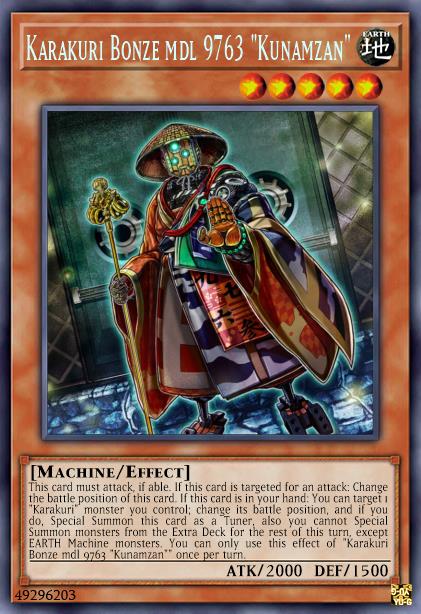 KARAKURI BONZE MDL 9763 "KUNAMZAN"
EARTH
地
九
七
六
参
[MACHINE/EFFECT]
This card must attack, if able. If this card is targeted for an attack: Change
the battle position of this card. If this card is in your hand: You can target 1
"Karakuri" monster you control; change its battle position, and if you
do, Special Summon this card as a Tuner, also you cannot Special
Summon monsters from the Extra Deck for the rest of this turn, except
EARTH Machine monsters. You can only use this effect of "Karakuri
Bonze mdl 9763 "Kunamzan"" once per turn.
ATK/2000 DEF/1500
49296203